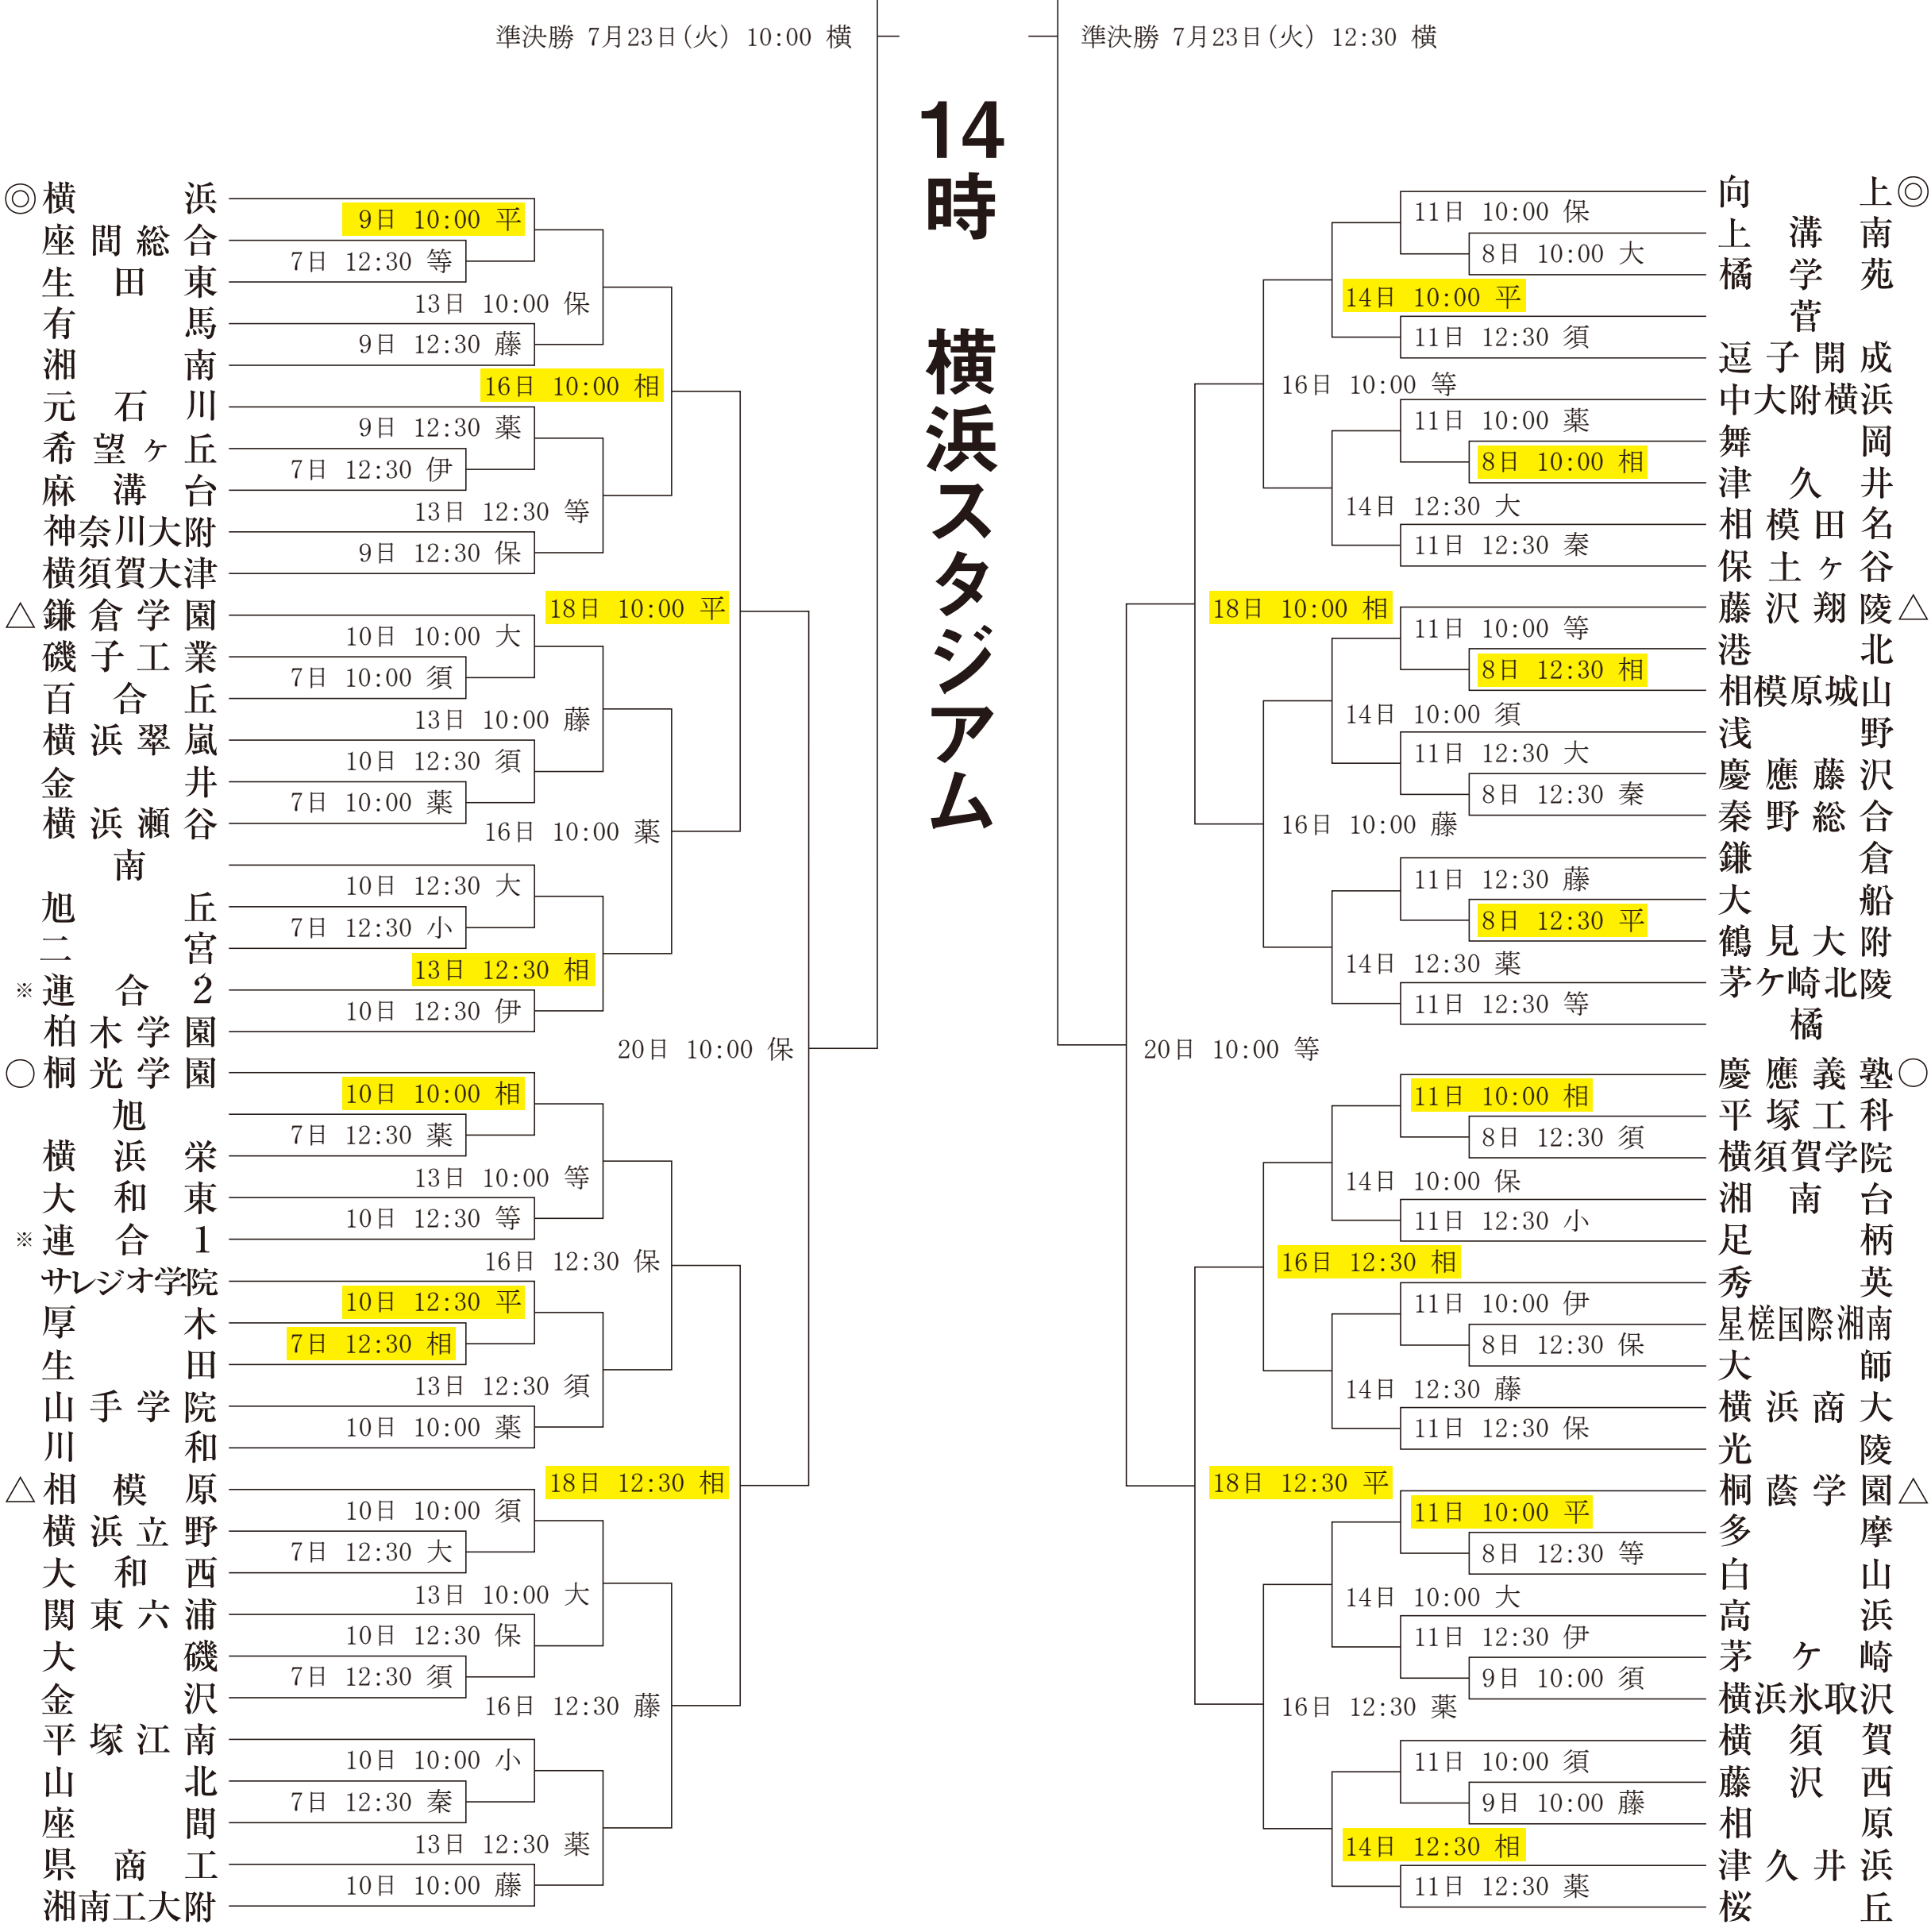 準決勝 7月23日(火) 10:00 横
準決勝 7月23日(火) 12:30 横
14時 横浜スタジアム
◎横浜
9日 10:00 平
座間総合
7日 12:30 等
生田東
13日 10:00 保
有馬
9日 12:30 藤
湘南
16日 10:00 相
元石川
9日 12:30 薬
希望ヶ丘
7日 12:30 伊
麻溝台
13日 12:30 等
神奈川大附
9日 12:30 保
横須賀大津
18日 10:00 平
△鎌倉学園
10日 10:00 大
磯子工業
7日 10:00 須
百合丘
13日 10:00 藤
横浜翠嵐
10日 12:30 須
金井
7日 10:00 薬
横浜瀬谷
16日 10:00 薬
南
10日 12:30 大
旭丘
7日 12:30 小
二宮
13日 12:30 相
※連合2
10日 12:30 伊
柏木学園
20日 10:00 保
○桐光学園
10日 10:00 相
旭
7日 12:30 薬
横浜栄
13日 10:00 等
大和東
10日 12:30 等
※連合1
16日 12:30 保
サレジオ学院
10日 12:30 平
厚木
7日 12:30 相
生田
13日 12:30 須
山手学院
10日 10:00 薬
川和
18日 12:30 相
△相模原
10日 10:00 須
横浜立野
7日 12:30 大
大和西
13日 10:00 大
関東六浦
10日 12:30 保
大磯
7日 12:30 須
金沢
16日 12:30 藤
平塚江南
10日 10:00 小
山北
7日 12:30 秦
座間
13日 12:30 薬
県商工
10日 10:00 藤
湘南工大附
向上◎
11日 10:00 保
上溝南
8日 10:00 大
橘学苑
14日 10:00 平
菅
11日 12:30 須
逗子開成
16日 10:00 等
中大附横浜
11日 10:00 薬
舞岡
8日 10:00 相
津久井
14日 12:30 大
相模田名
11日 12:30 秦
保土ヶ谷
18日 10:00 相
藤沢翔陵△
11日 10:00 等
港北
8日 12:30 相
相模原城山
14日 10:00 須
浅野
11日 12:30 大
慶應藤沢
8日 12:30 秦
秦野総合
16日 10:00 藤
鎌倉
11日 12:30 藤
大船
8日 12:30 平
鶴見大附
14日 12:30 薬
茅ケ崎北陵
11日 12:30 等
橘
20日 10:00 等
慶應義塾○
11日 10:00 相
平塚工科
8日 12:30 須
横須賀学院
14日 10:00 保
湘南台
11日 12:30 小
足柄
16日 12:30 相
秀英
11日 10:00 伊
星槎国際湘南
8日 12:30 保
大師
14日 12:30 藤
横浜商大
11日 12:30 保
光陵
18日 12:30 平
桐蔭学園△
11日 10:00 平
多摩
8日 12:30 等
白山
14日 10:00 大
高浜
11日 12:30 伊
茅ケ崎
9日 10:00 須
横浜氷取沢
16日 12:30 薬
横須賀
11日 10:00 須
藤沢西
9日 10:00 藤
相原
14日 12:30 相
津久井浜
11日 12:30 薬
桜丘